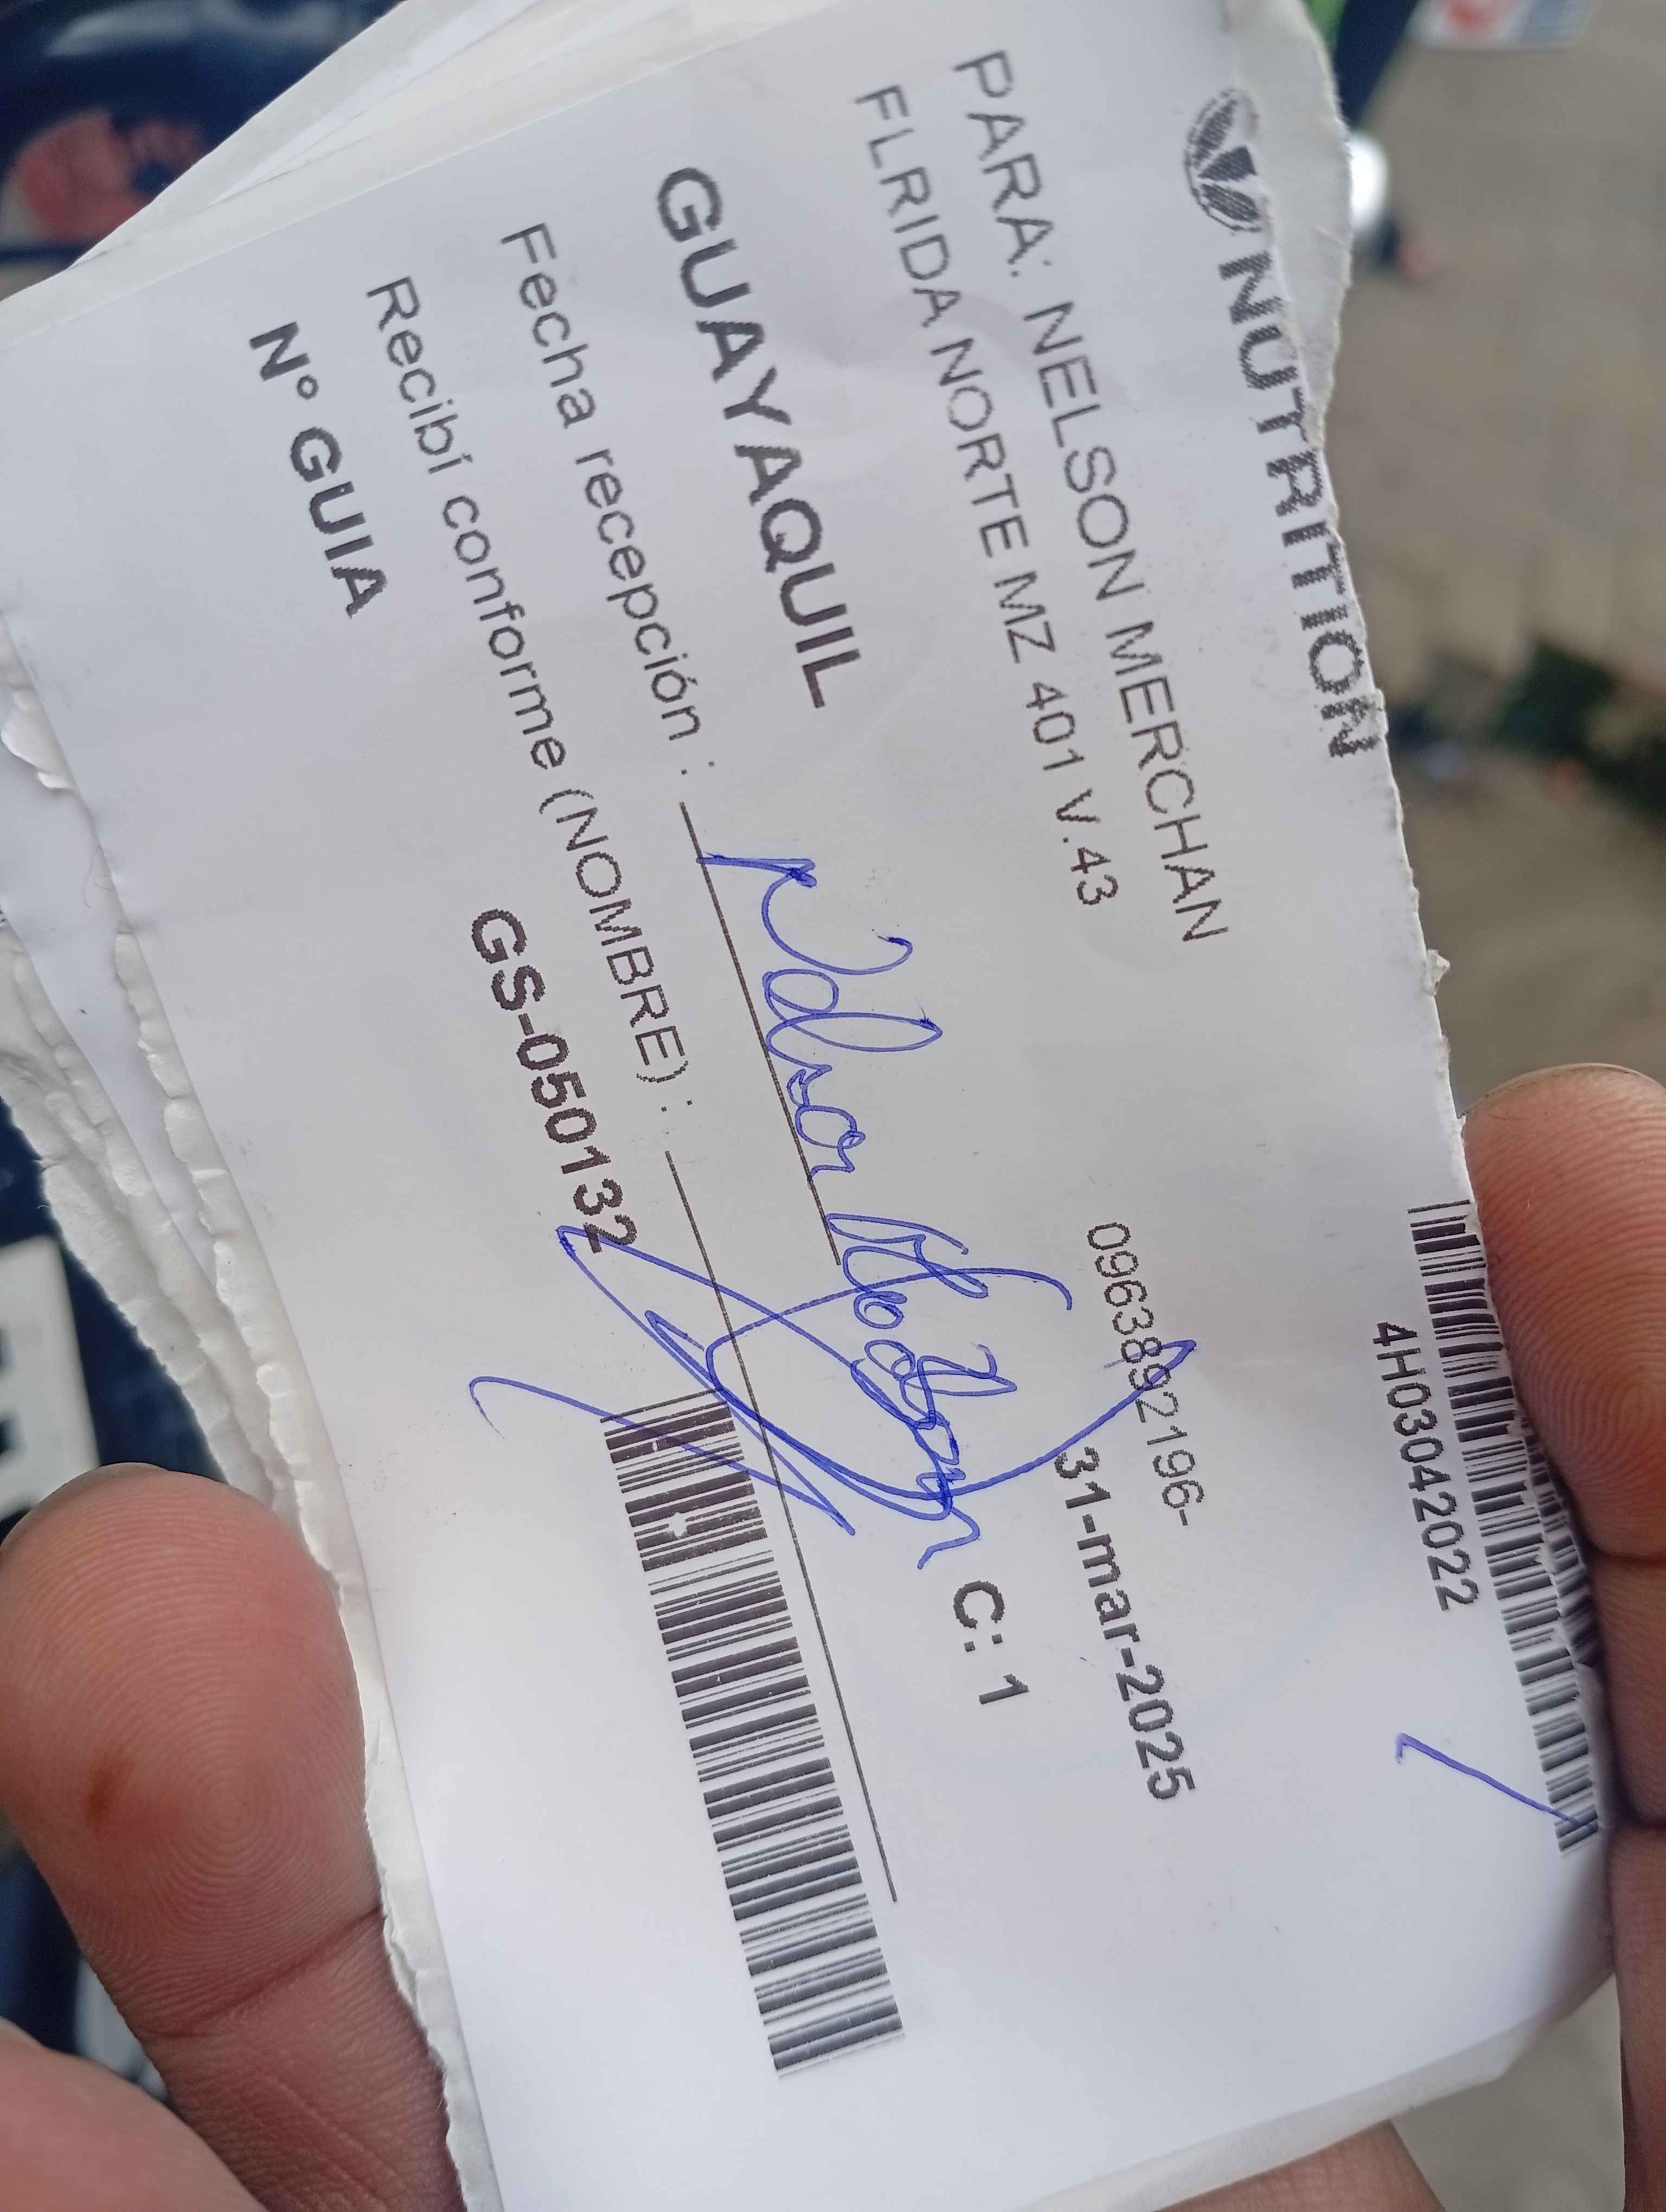 NUTRITION
4H03042022
PARA: NELSON MERCHAN
FLRIDA NORTE MZ 401 V.43
0963892196-
31-mar-2025
GUAYAQUIL
C: 1
Fecha recepción :
Recibí conforme (NOMBRE) :
N° GUIA
GS-050132